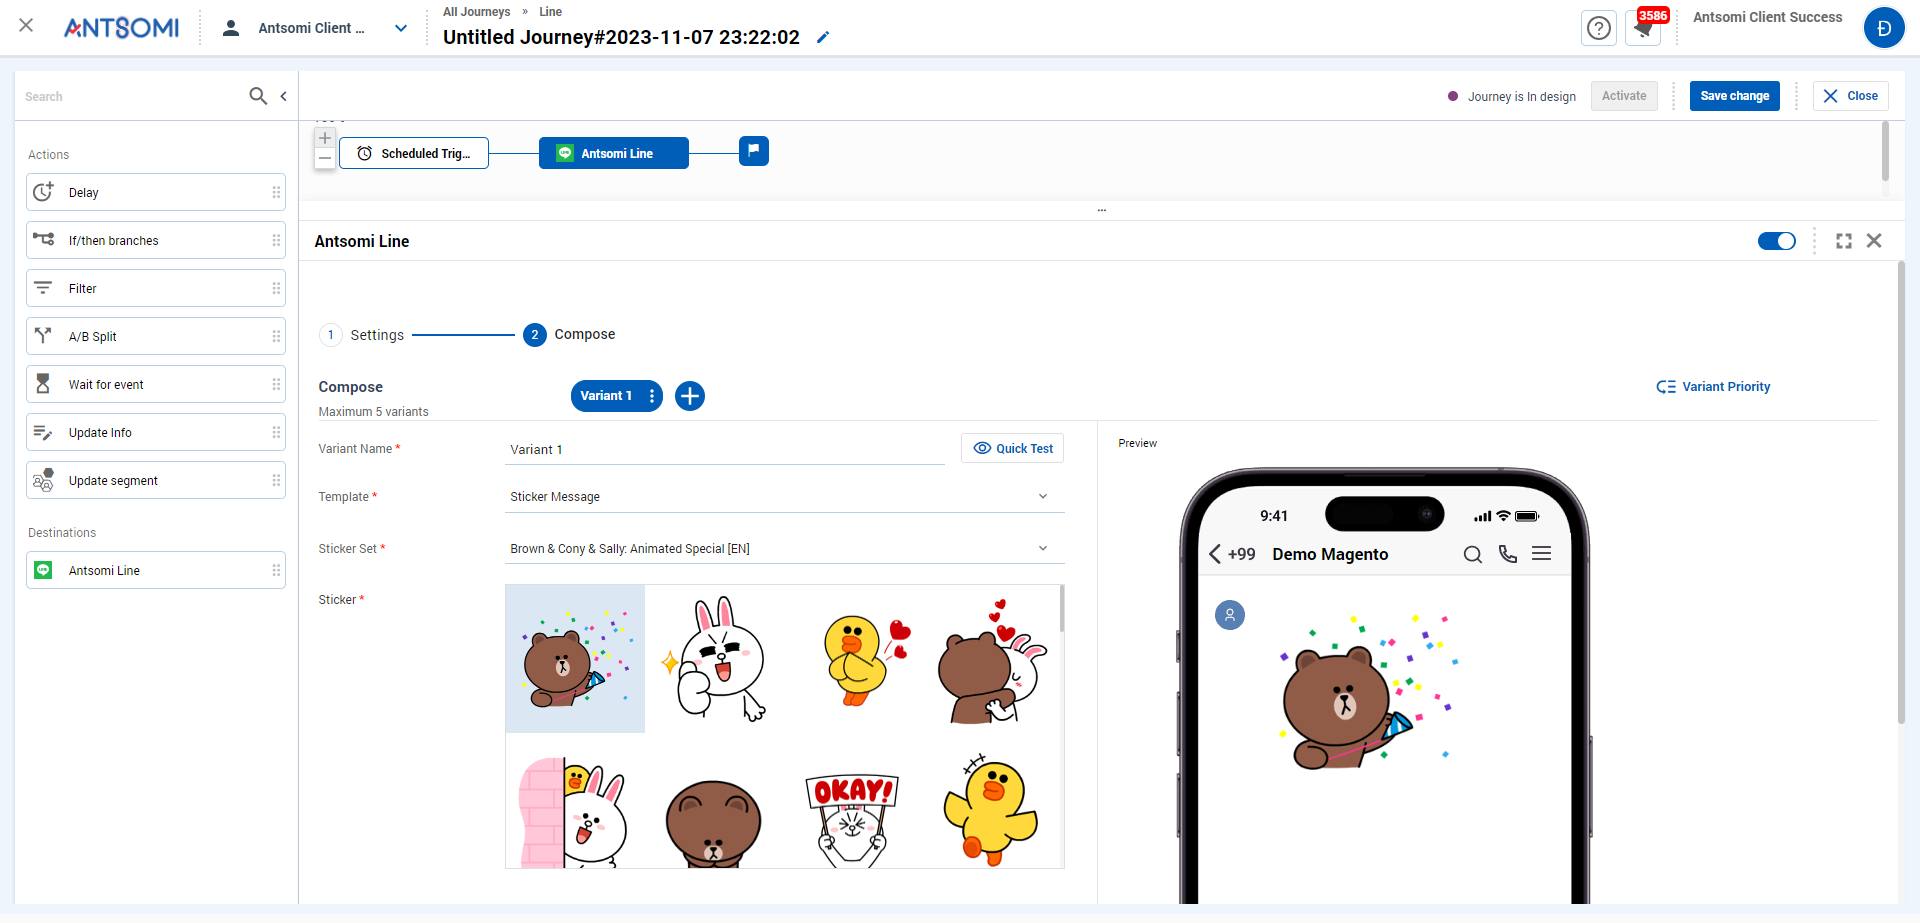 ANTSOMI
Antsomi Client ...
All Journeys » Line
Untitled Journey#2023-11-07 23:22:02
3586
Antsomi Client Success
Đ
Search
Journey is In design
Activate
Save change
Close
Actions
Delay
If/then branches
Filter
A/B Split
Wait for event
Update Info
Update segment
Destinations
Antsomi Line
Scheduled Trig...
Antsomi Line
...
Antsomi Line
1 Settings
2 Compose
Compose
Maximum 5 variants
Variant 1
Variant Priority
Variant Name *
Variant 1
Quick Test
Template *
Sticker Message
Sticker Set *
Brown & Cony & Sally: Animated Special [EN]
Sticker *
OKAY!
Preview
9:41
+99 Demo Magento